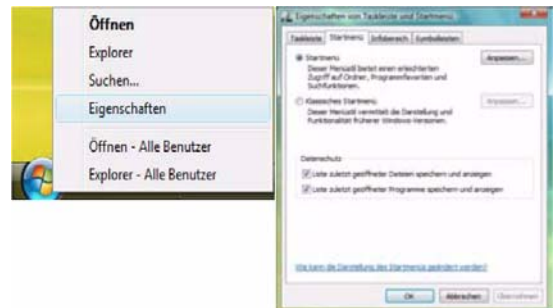 Öffnen
Explorer
Suchen...
Eigenschaften
Öffnen - Alle Benutzer
Explorer - Alle Benutzer
Eigenschaften von Taskleiste und Startmenü
Taskleiste Startmenü Infobereich Symbolleisten
Startmenü Anpassen...
Dieser Menüstil bietet einen erleichterten
Zugriff auf Ordner, Programmfavoriten und
Suchfunktionen.
Klassisches Startmenü Anpassen...
Dieser Menüstil vermittelt die Darstellung und
Funktionalität früherer Windows-Versionen.
Datenschutz
Liste zuletzt geöffneter Dateien speichern und anzeigen
Liste zuletzt geöffneter Programme speichern und anzeigen
Wie kann die Darstellung des Startmenüs geändert werden?
OK Abbrechen Übernehmen